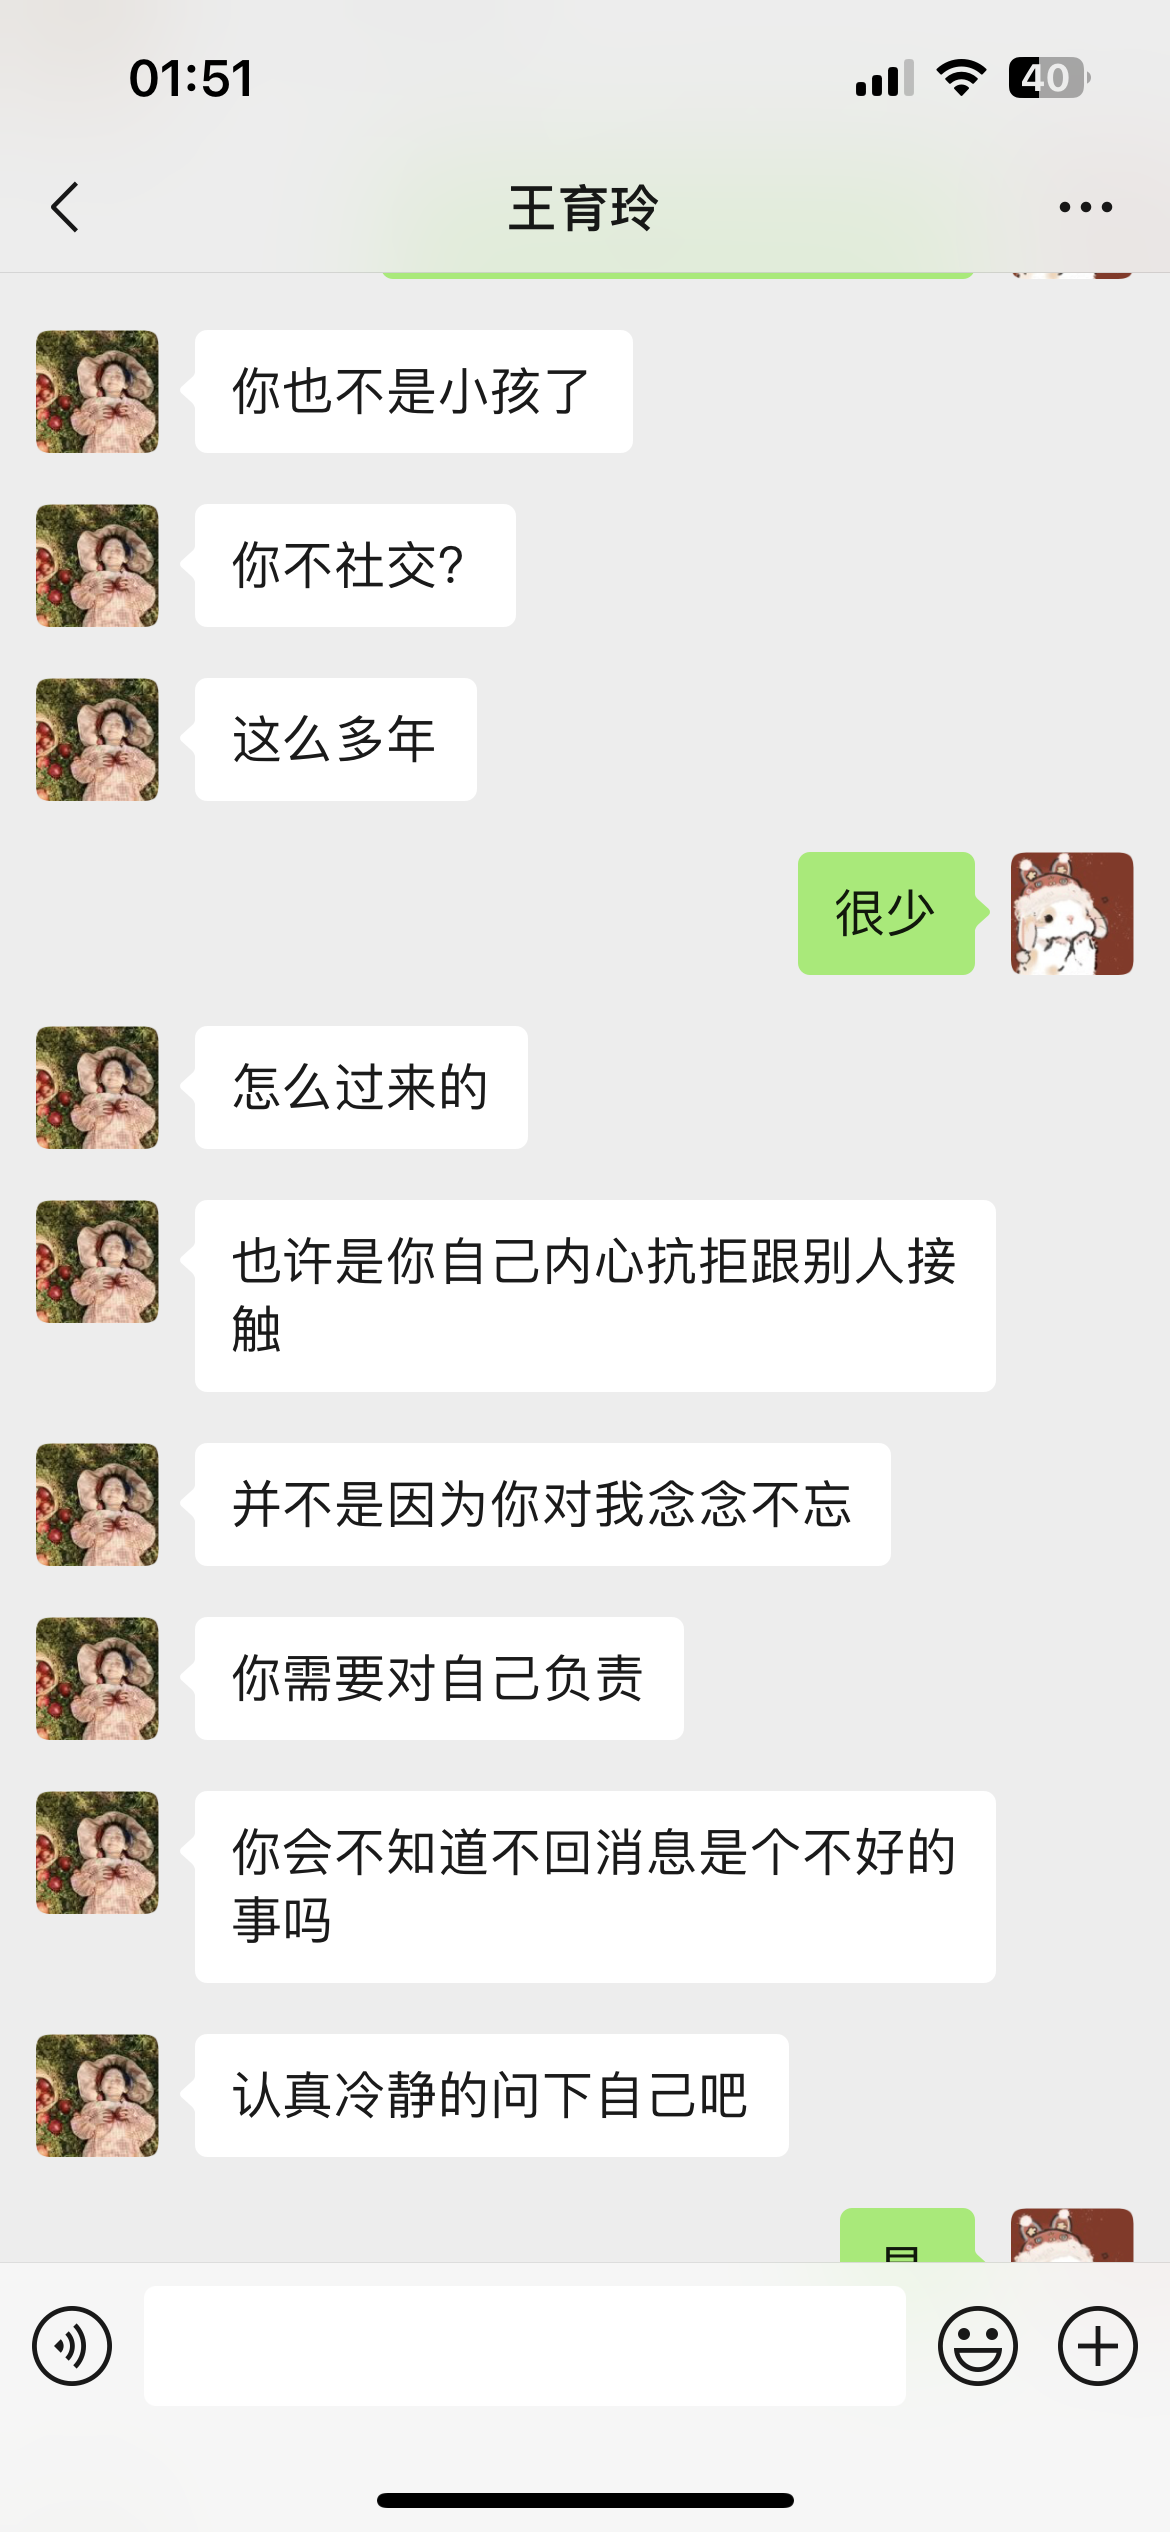 01:51
40
王育玲
你也不是小孩了
你不社交?
这么多年
很少
怎么过来的
也许是你自己内心抗拒跟别人接
触
并不是因为你对我念念不忘
你需要对自己负责
你会不知道不回消息是个不好的
事吗
认真冷静的问下自己吧